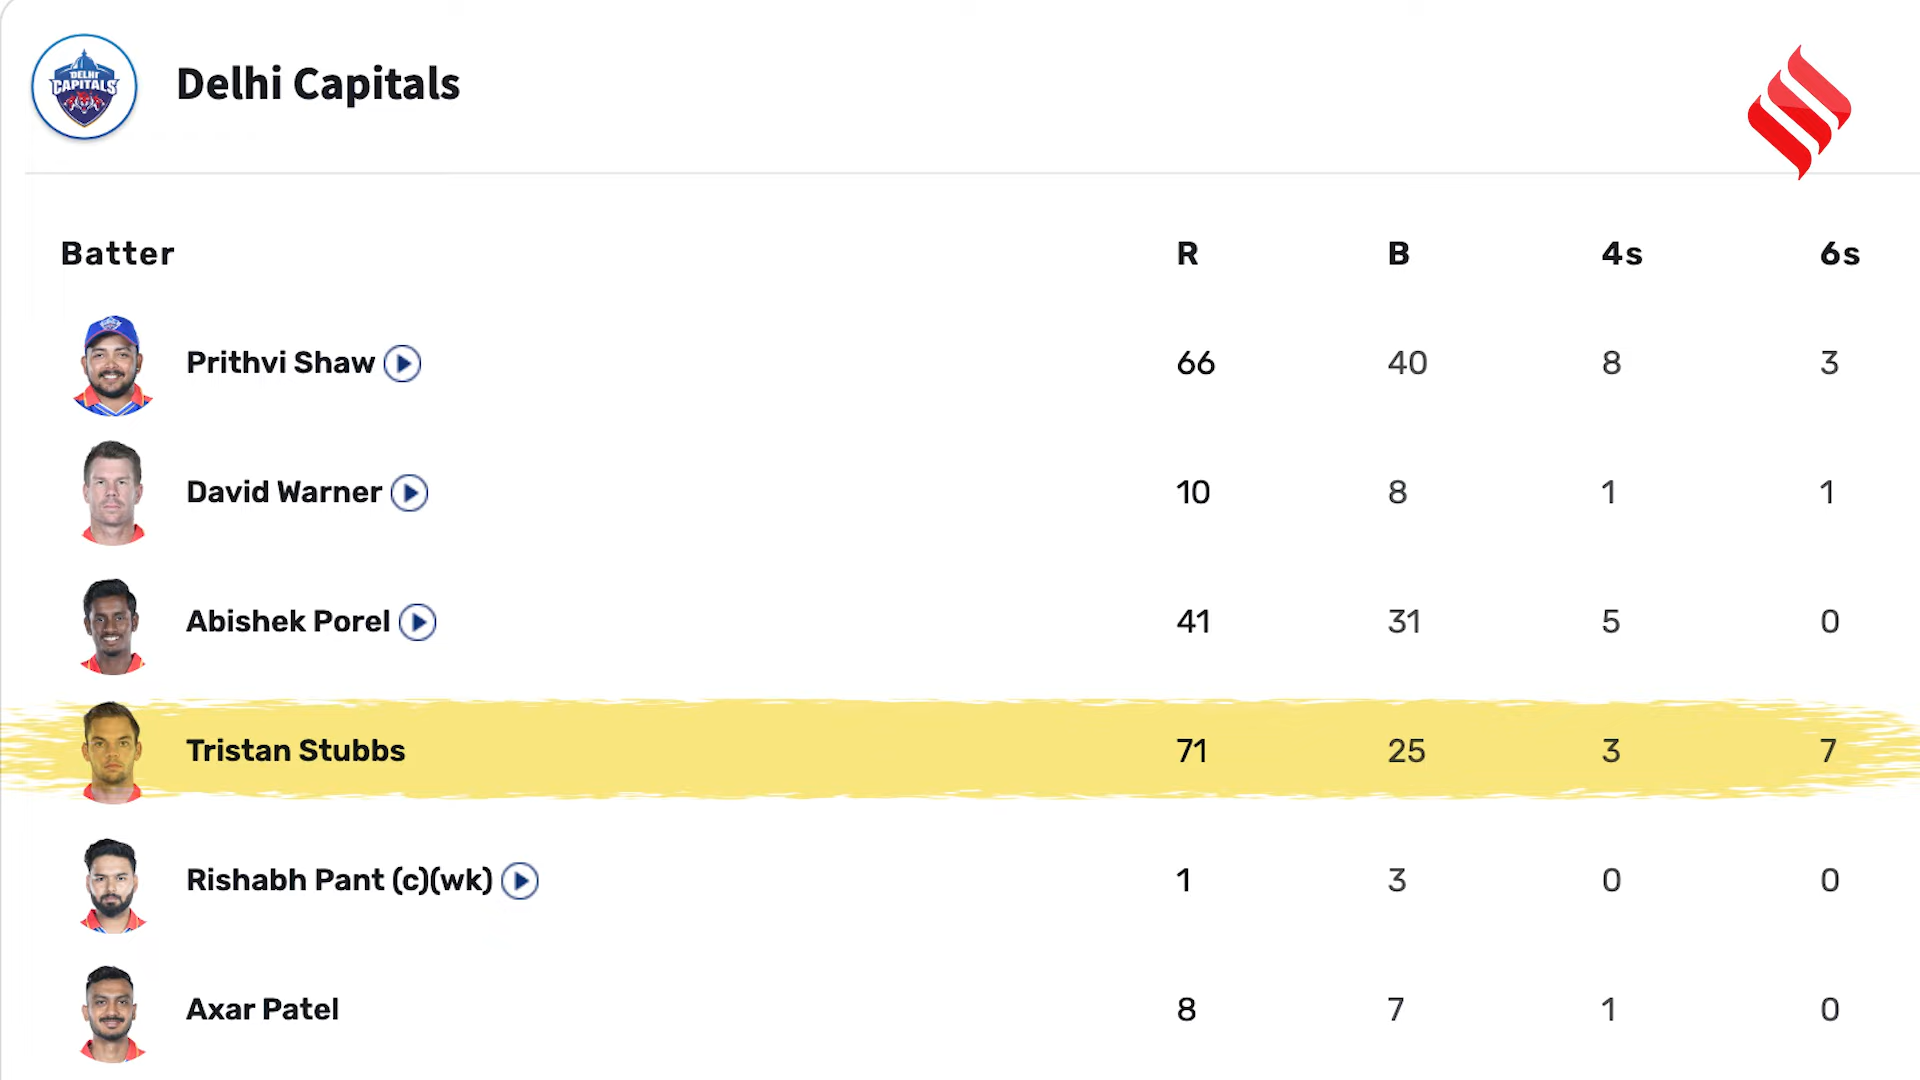 DELHI
CAPITALS
Delhi Capitals
Batter R B 4s 6s
Prithvi Shaw 66 40 8 3
David Warner 10 8 1 1
Abishek Porel 41 31 5 0
Tristan Stubbs 71 25 3 7
Rishabh Pant (c)(wk) 1 3 0 0
Axar Patel 8 7 1 0